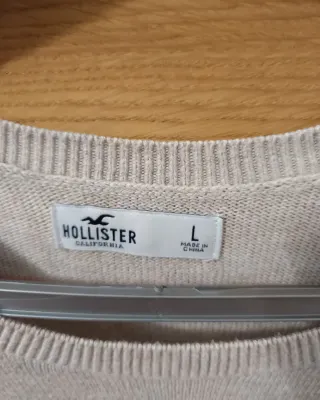 HOLLISTER
CALIFORNIA
L
MADE IN
CHINA